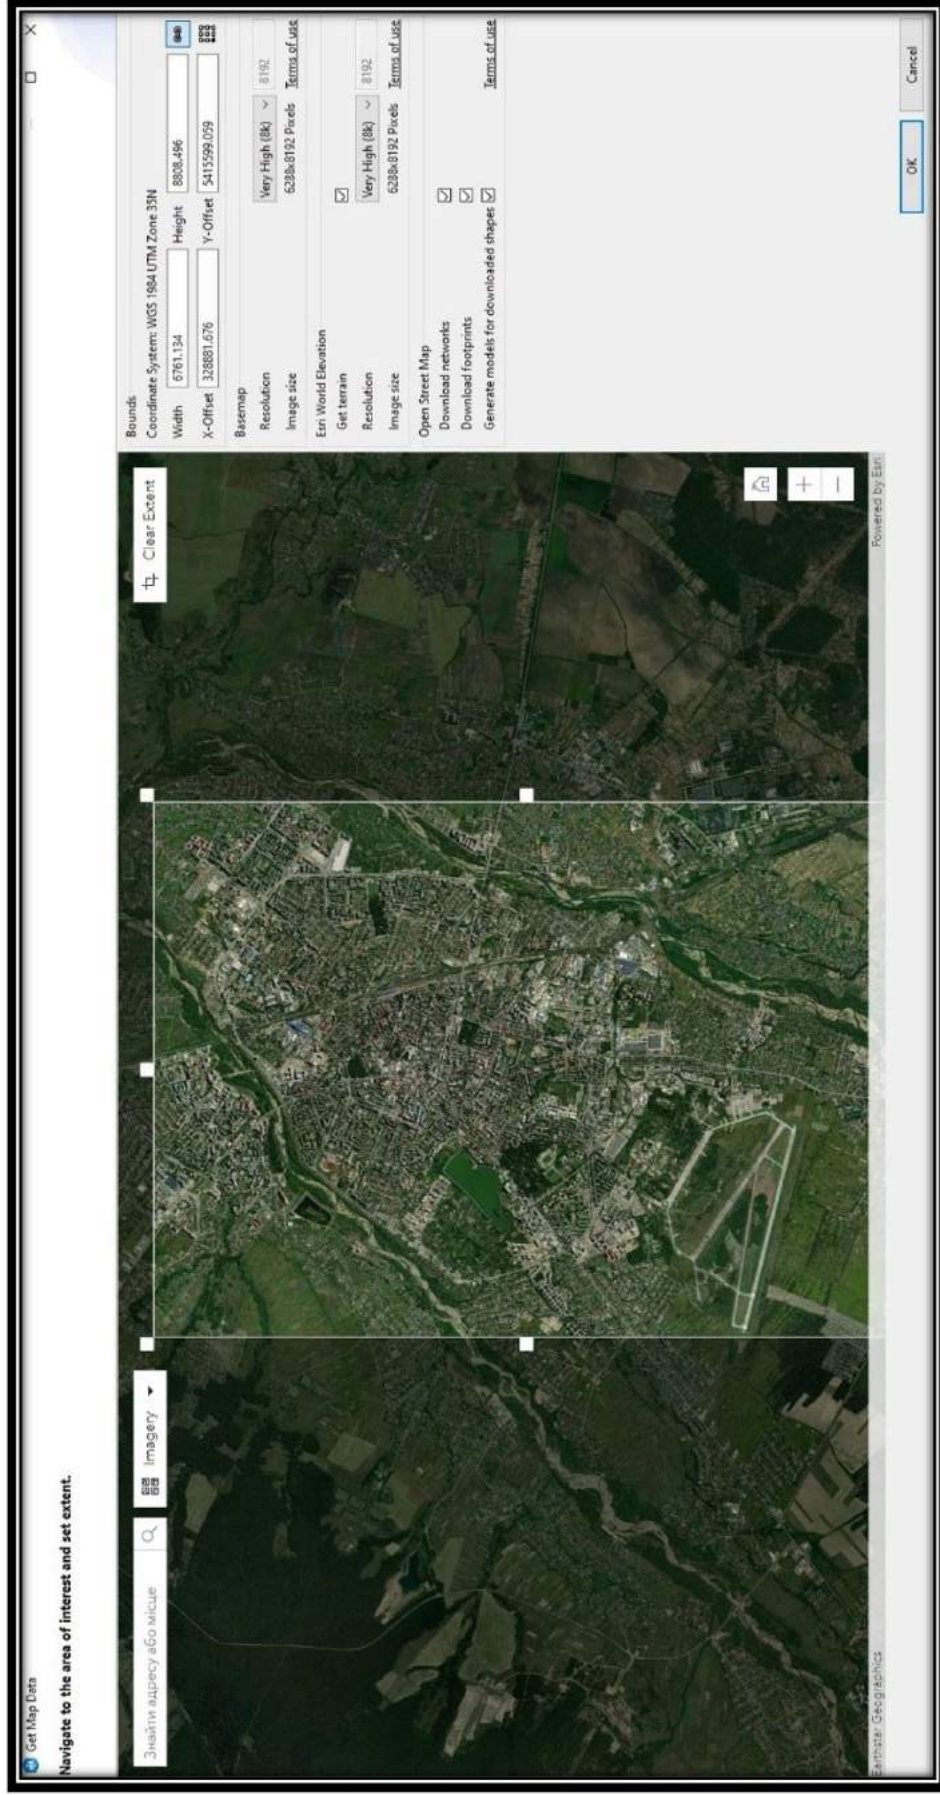 Get Map Data
Navigate to the area of interest and set extent.
Знайти адресу або місце
Imagery
Clear Extent
Earthstar Geographics
Powered by Esri
Bounds
Coordinate System: WGS 1984 UTM Zone 35N
Width 6761.134 Height 8808.496
X-Offset 328881.676 Y-Offset 5415599.059
Basemap
Resolution Very High (8k) 8192
Image size 6288x8192 Pixels Terms of use
Esri World Elevation
Get terrain
Resolution Very High (8k) 8192
Image size 6288x8192 Pixels Terms of use
Open Street Map
Download networks
Download footprints
Generate models for downloaded shapes Terms of use
OK Cancel